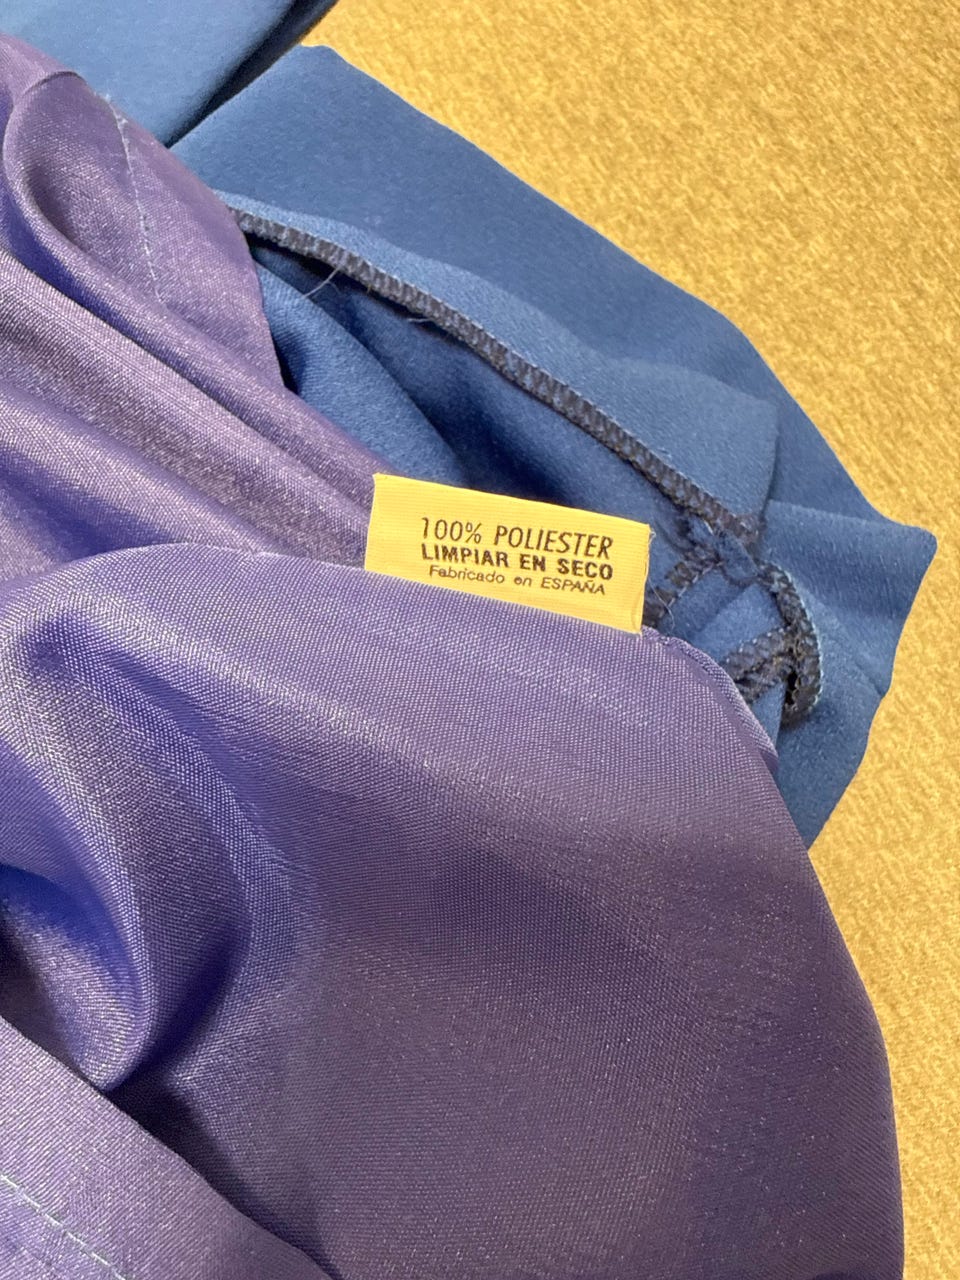 100% POLIESTER
LIMPIAR EN SECO
Fabricado en ESPAÑA